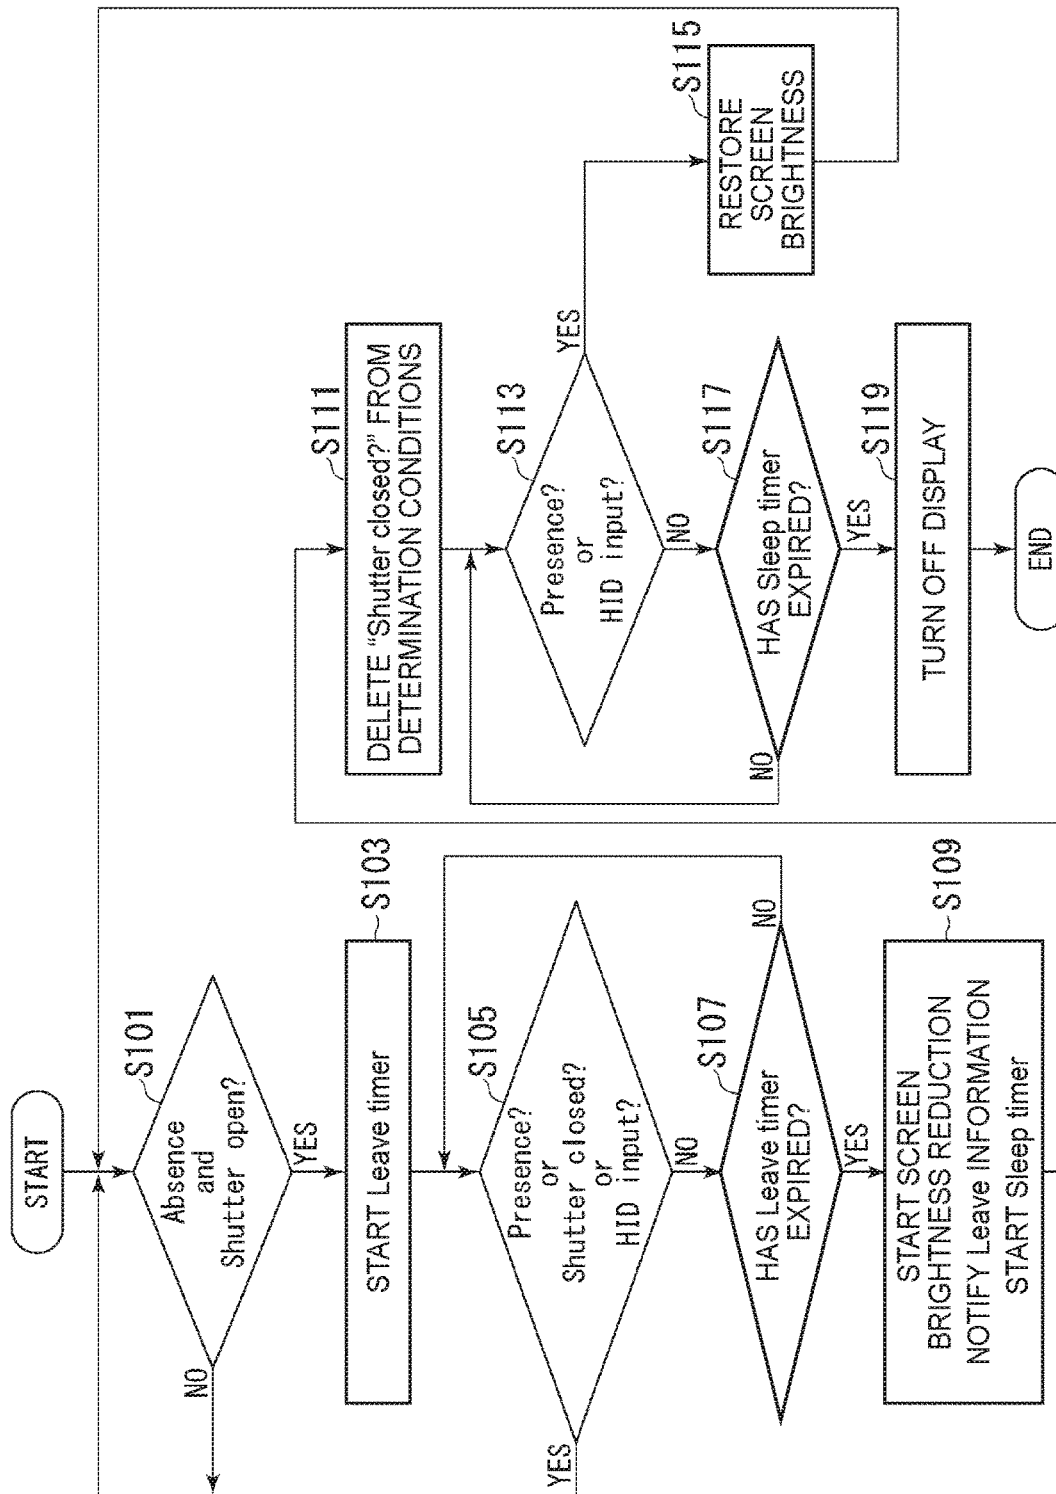 START
S101
Absence
and
Shutter open?
NO
YES
S103
START Leave timer
S105
Presence?
or
Shutter closed?
or
HID input?
YES
NO
S107
HAS Leave timer
EXPIRED?
NO
YES
S109
START SCREEN
BRIGHTNESS REDUCTION
NOTIFY Leave INFORMATION
START Sleep timer
S111
DELETE "Shutter closed?" FROM
DETERMINATION CONDITIONS
S113
Presence?
or
HID input?
YES
NO
S115
RESTORE
SCREEN
BRIGHTNESS
S117
HAS Sleep timer
EXPIRED?
NO
YES
S119
TURN OFF DISPLAY
END